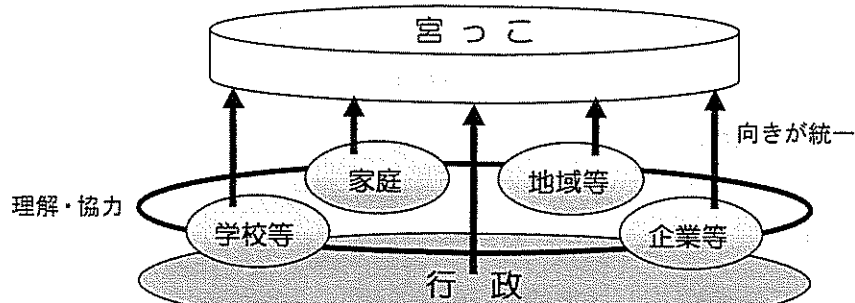 宮っこ
向きが統一
家庭
地域等
理解・協力
学校等
企業等
行政